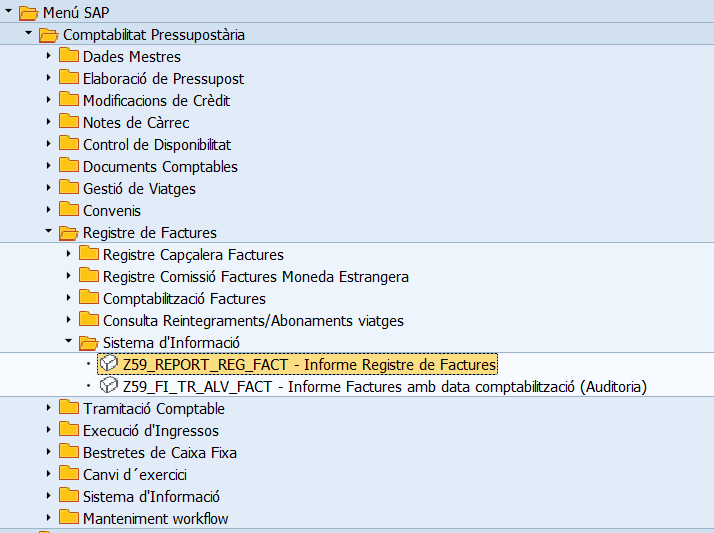 Menú SAP
Comptabilitat Pressupostària
Dades Mestres
Elaboració de Pressupost
Modificacions de Crèdit
Notes de Càrrec
Control de Disponibilitat
Documents Comptables
Gestió de Viatges
Convenis
Registre de Factures
Registre Capçalera Factures
Registre Comissió Factures Moneda Estrangera
Comptabilització Factures
Consulta Reintegraments/Abonaments viatges
Sistema d'Informació
Z59_REPORT_REG_FACT - Informe Registre de Factures
Z59_FI_TR_ALV_FACT - Informe Factures amb data comptabilització (Auditoria)
Tramitació Comptable
Execució d'Ingressos
Bestretes de Caixa Fixa
Canvi d´exercici
Sistema d'Informació
Manteniment workflow